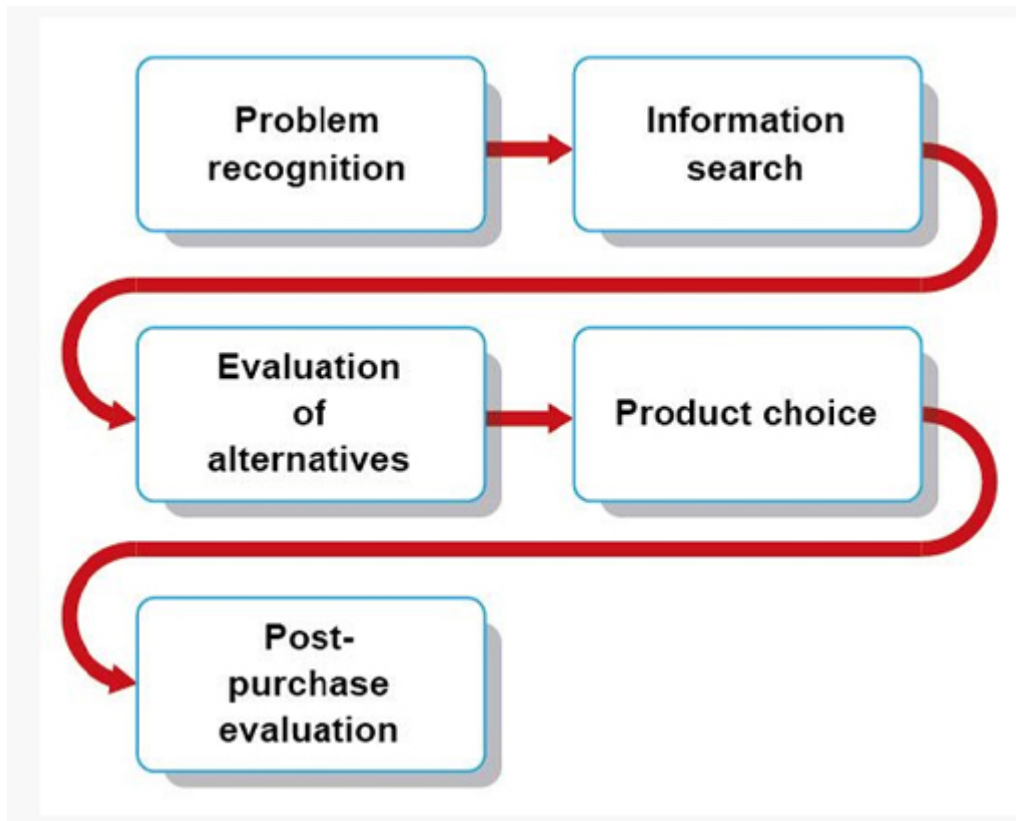 Problem
recognition
Information
search
Evaluation
of
alternatives
Product choice
Post-
purchase
evaluation